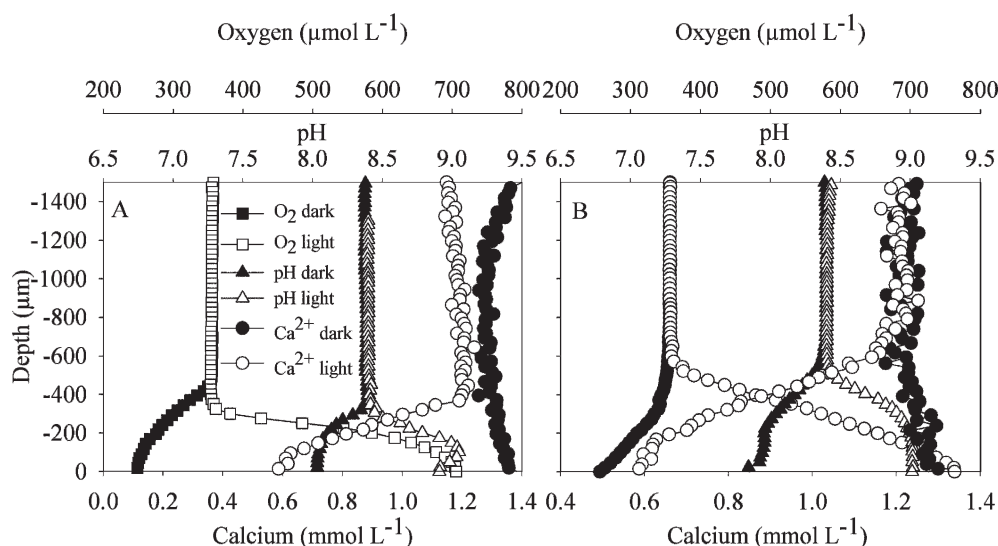 Oxygen (µmol L-1) Oxygen (µmol L-1)
200 300 400 500 600 700 800 200 300 400 500 600 700 800
pH pH
6.5 7.0 7.5 8.0 8.5 9.0 9.5 6.5 7.0 7.5 8.0 8.5 9.0 9.5
A B
-1400
-1200
1000
-800
-600
-400
-200
0
Depth (µm)
O2 dark
O2 light
pH dark
pH light
Ca2+ dark
Ca2+ light
0.0 0.2 0.4 0.6 0.8 1.0 1.2 1.4 0.4 0.6 0.8 1.0 1.2 1.4
Calcium (mmol L-1) Calcium (mmol L-1)